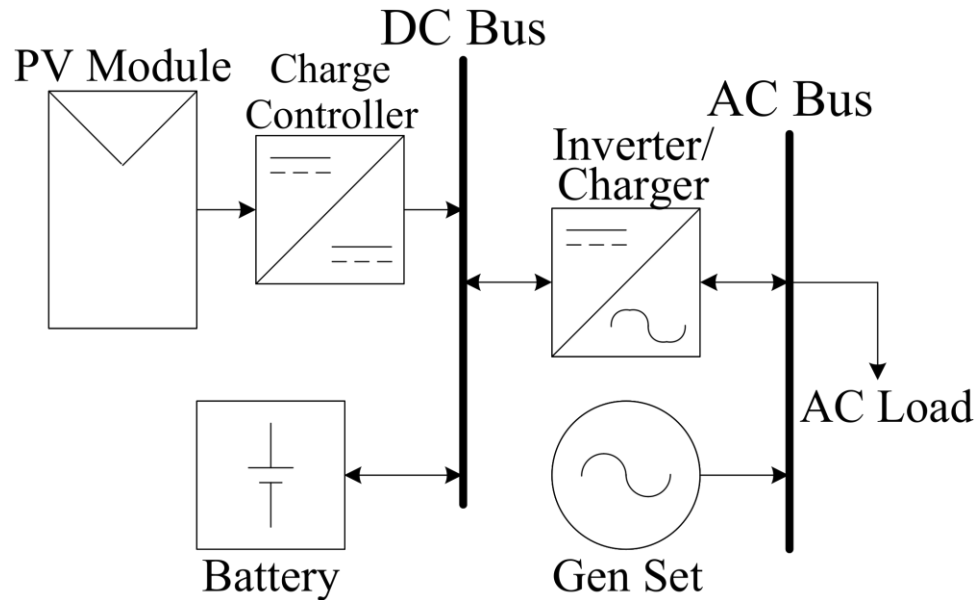 DC Bus
PV Module
Charge
Controller
AC Bus
Inverter/
Charger
AC Load
Battery
Gen Set